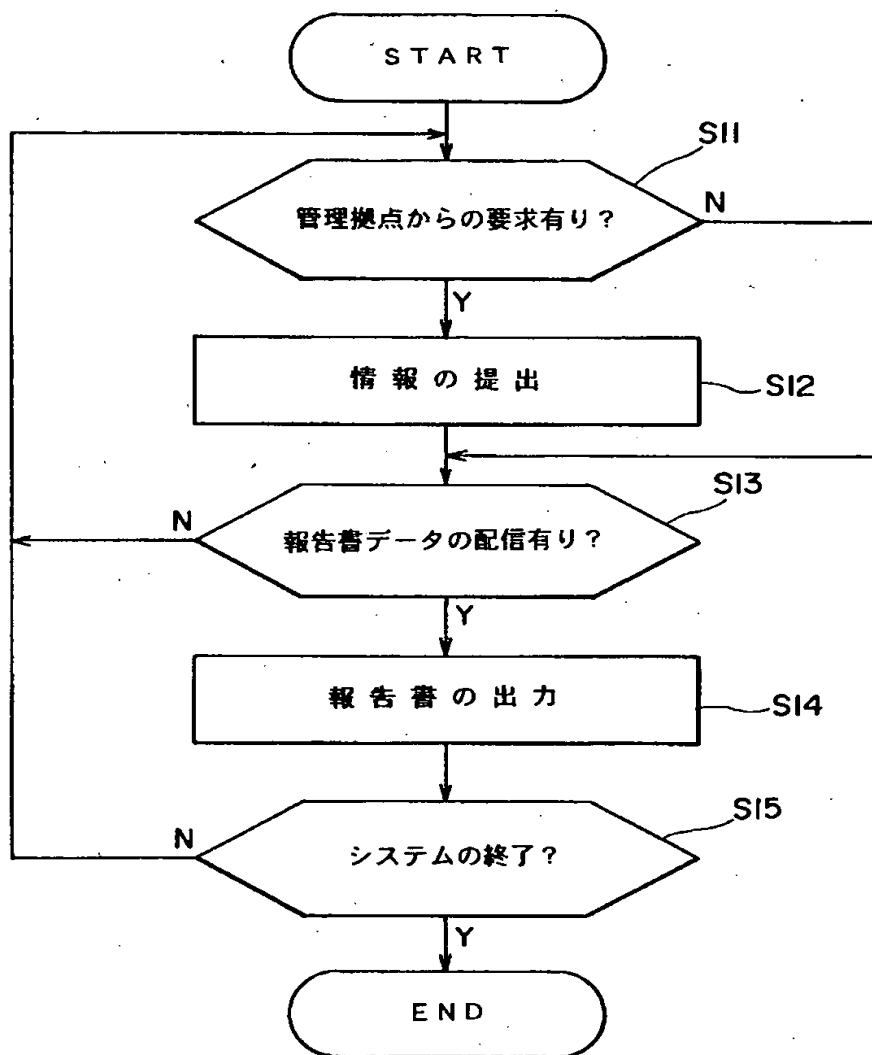 START
S11
管理拠点からの要求有り?
N
Y
情報の提出
S12
S13
N
報告書データの配信有り?
Y
報告書の出力
S14
S15
N
システムの終了?
Y
END